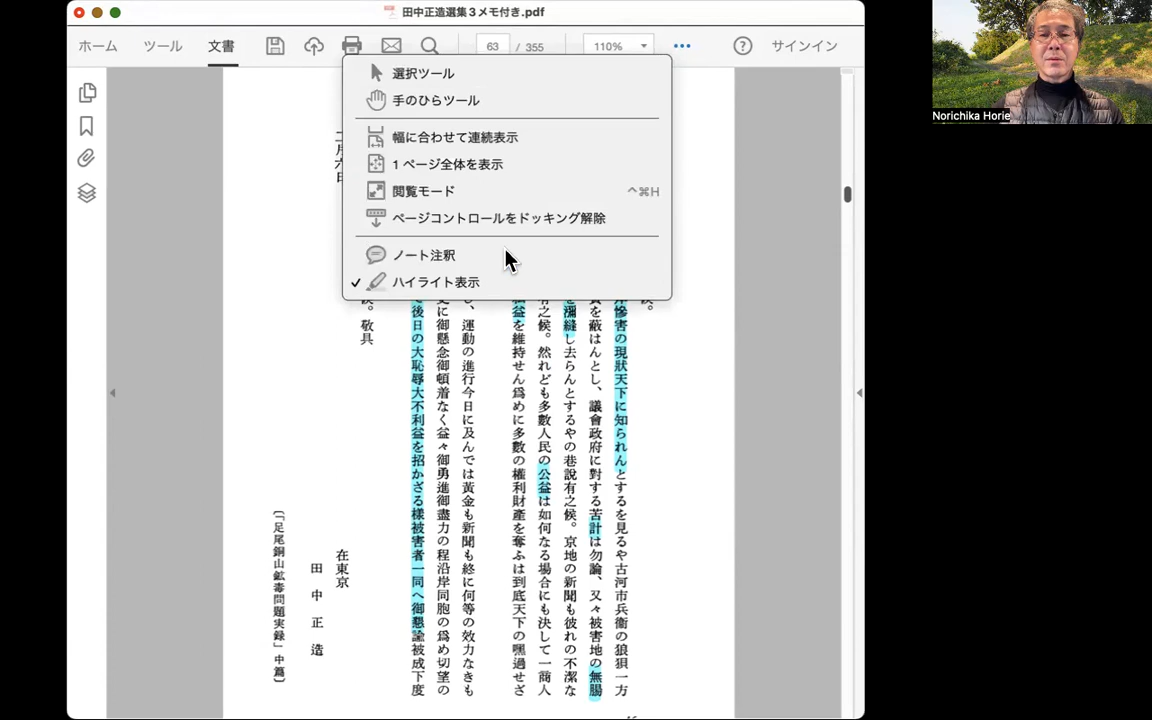 田中正造選集３メモ付き.pdf
ホーム
ツール
文書
63 / 355
110%
サインイン
選択ツール
手のひらツール
幅に合わせて連続表示
1 ページ全体を表示
閲覧モード ^⌘H
ページコントロールをドッキング解除
ノート注釈
ハイライト表示
Norichika Horie
惨害の現狀天下に知られんとするを見るや古河市兵衞の狼狽一方
を蔽はんとし、議會政府に對する苦計は勿論、又々被害地の無腸
を彌縫し去らんとするやの巷說有之候。京地の新聞も彼れの不潔な
有之候。然れども多數人民の公益は如何なる場合にも決して一商人
益を維持せん爲めに多數の權利財產を奪ふは到底天下の嘿過せざ
し、運動の進行今日に及んでは黃金も新聞も終に何等の效力なきも
に御懸念御頓着なく益々御勇進御盡力の程沿岸同胞の爲め切望の
後日の大恥辱大不利益を招かざる樣被害者一同へ御懇諭被成下度
候。敬具
月六日
在東京
田中正造
〔『足尾銅山鉱毒問題実録』中篇〕